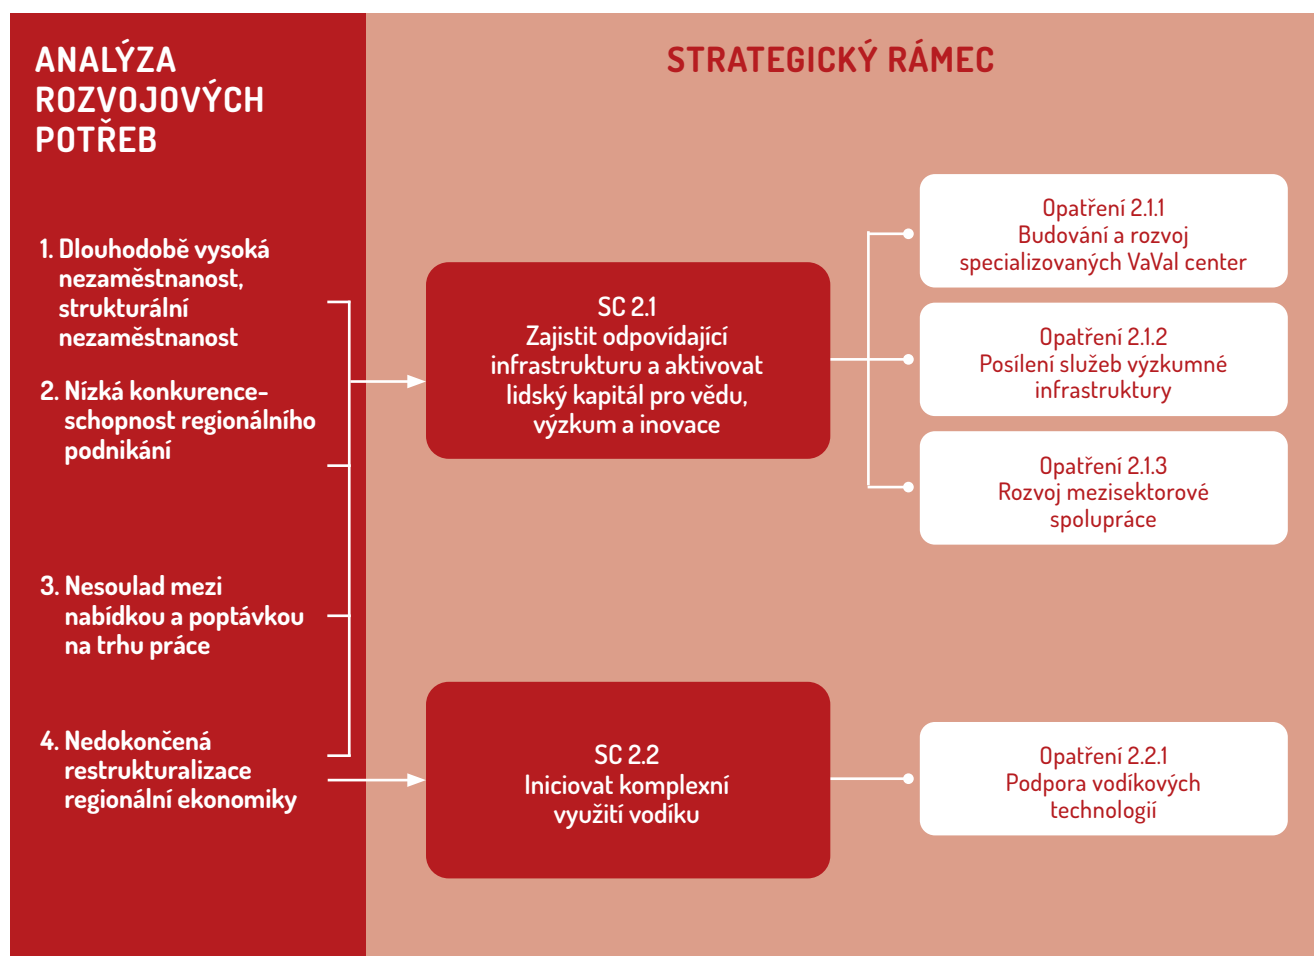 ANALÝZA
ROZVOJOVÝCH
POTŘEB
1. Dlouhodobě vysoká
nezaměstnanost,
strukturální
nezaměstnanost
2. Nízká konkurence-
schopnost regionálního
podnikání
3. Nesoulad mezi
nabídkou a poptávkou
na trhu práce
4. Nedokončená
restrukturalizace
regionální ekonomiky
STRATEGICKÝ RÁMEC
SC 2.1
Zajistit odpovídající
infrastrukturu a aktivovat
lidský kapitál pro vědu,
výzkum a inovace
Opatření 2.1.1
Budování a rozvoj
specializovaných VaVal center
Opatření 2.1.2
Posílení služeb výzkumné
infrastruktury
Opatření 2.1.3
Rozvoj mezisektorové
spolupráce
SC 2.2
Iniciovat komplexní
využití vodíku
Opatření 2.2.1
Podpora vodíkových
technologií